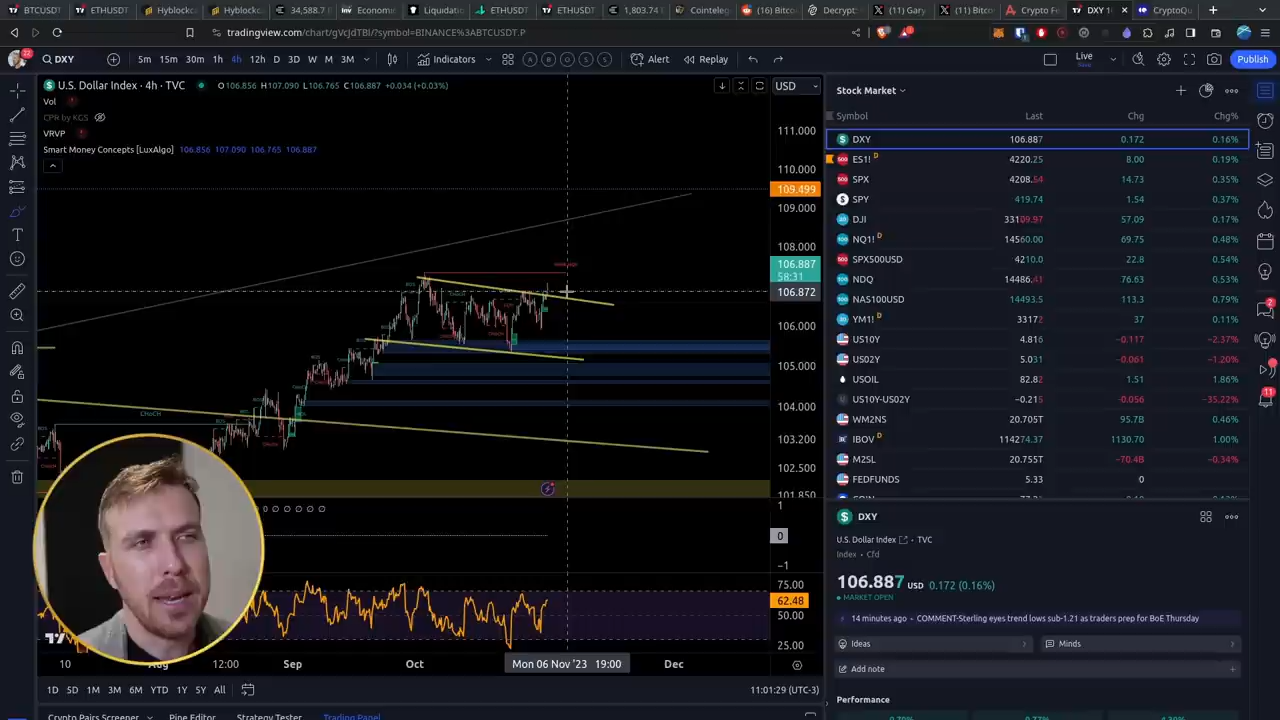 BTCUSDT ETHUSDT Hyblockc Hyblock 34,588.7 Economi Liquidatio ETHUSDT ETHUSDT 1,803.74 Cointeleg (16) Bitco Decrypt (1) Gary (1) Bitco Crypto Fe DXY 1 CryptoQu
tradingview.com/chart/gVcJdTBl/?symbol=BINANCE%3ABTCUSDT.P
22 DXY 5m 15m 30m 1h 4h 12h D 3D W M 3M Indicators A B O S S Alert Replay Live Save Publish
U.S. Dollar Index · 4h · TVC O106.856 H107.090 L106.765 C106.887 +0.034 (+0.03%) USD
Vol
CPR by KGS
VRVP
Smart Money Concepts [LuxAlgo] 106.856 107.090 106.765 106.887
111.000
110.000
109.499
109.000
108.000
106.887
58:31
106.872
106.000
105.000
104.000
103.200
102.500
101.850
ChoCH
1
0
−1
75.00
62.48
50.00
25.00
10 Aug 12:00 Sep Oct Mon 06 Nov '23 19:00 Dec
1D 5D 1M 3M 6M YTD 1Y 5Y All 11:01:29 (UTC-3)
Crypto Pairs Screener Pine Editor Strategy Tester Trading Panel
Stock Market
Symbol Last Chg Chg%
DXY 106.887 0.172 0.16%
ES1! D 4220.25 8.00 0.19%
SPX 4208.54 14.73 0.35%
SPY 419.74 1.54 0.37%
DJI 33109.97 57.09 0.17%
NQ1! D 14560.00 69.75 0.48%
SPX500USD 4210.0 22.8 0.54%
NDQ 14486.41 76.63 0.53%
NAS100USD 14493.5 113.3 0.79%
YM1! D 33172 37 0.11%
US10Y 4.816 −0.117 −2.37%
US02Y 5.031 −0.061 −1.20%
USOIL 82.82 1.51 1.86%
US10Y-US02Y −0.215 −0.056 −35.22%
WM2NS 20.705T 95.7B 0.46%
IBOV D 114274.37 1130.70 1.00%
M2SL 20.755T −70.4B −0.34%
FEDFUNDS 5.33 0
DXY
U.S. Dollar Index · TVC
Index · Cfd
106.887 USD 0.172 (0.16%)
MARKET OPEN
14 minutes ago · COMMENT-Sterling eyes trend lows sub-1.21 as traders prep for BoE Thursday
Ideas Minds
Add note
Performance
2
11